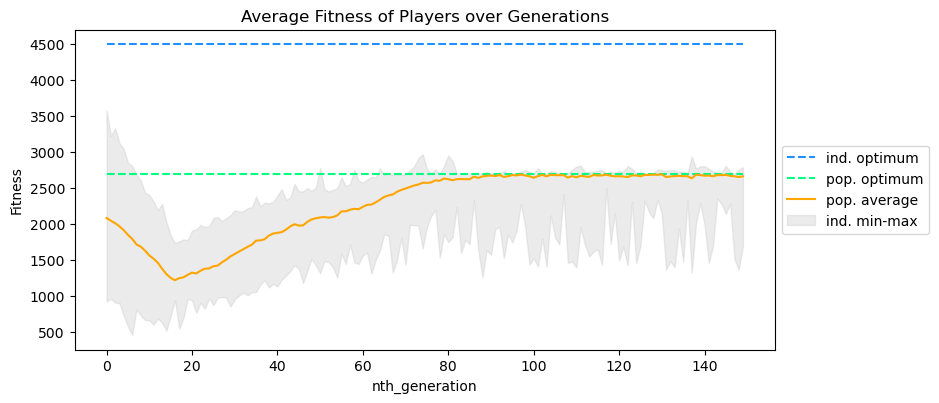 Average Fitness of Players over Generations
Fitness
4500
4000
3500
3000
2500
2000
1500
1000
500
0
20
40
60
80
100
120
140
nth_generation
ind. optimum
pop. optimum
pop. average
ind. min-max